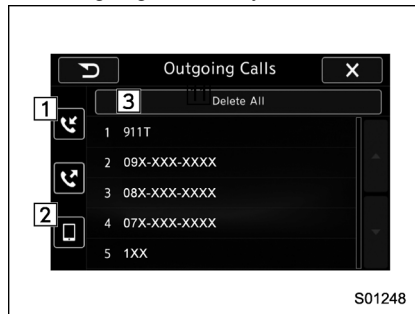 Outgoing Calls
X
3
Delete All
1
1 911T
2 09X-XXX-XXXX
3 08X-XXX-XXXX
2
4 07X-XXX-XXXX
5 1XX
S01248